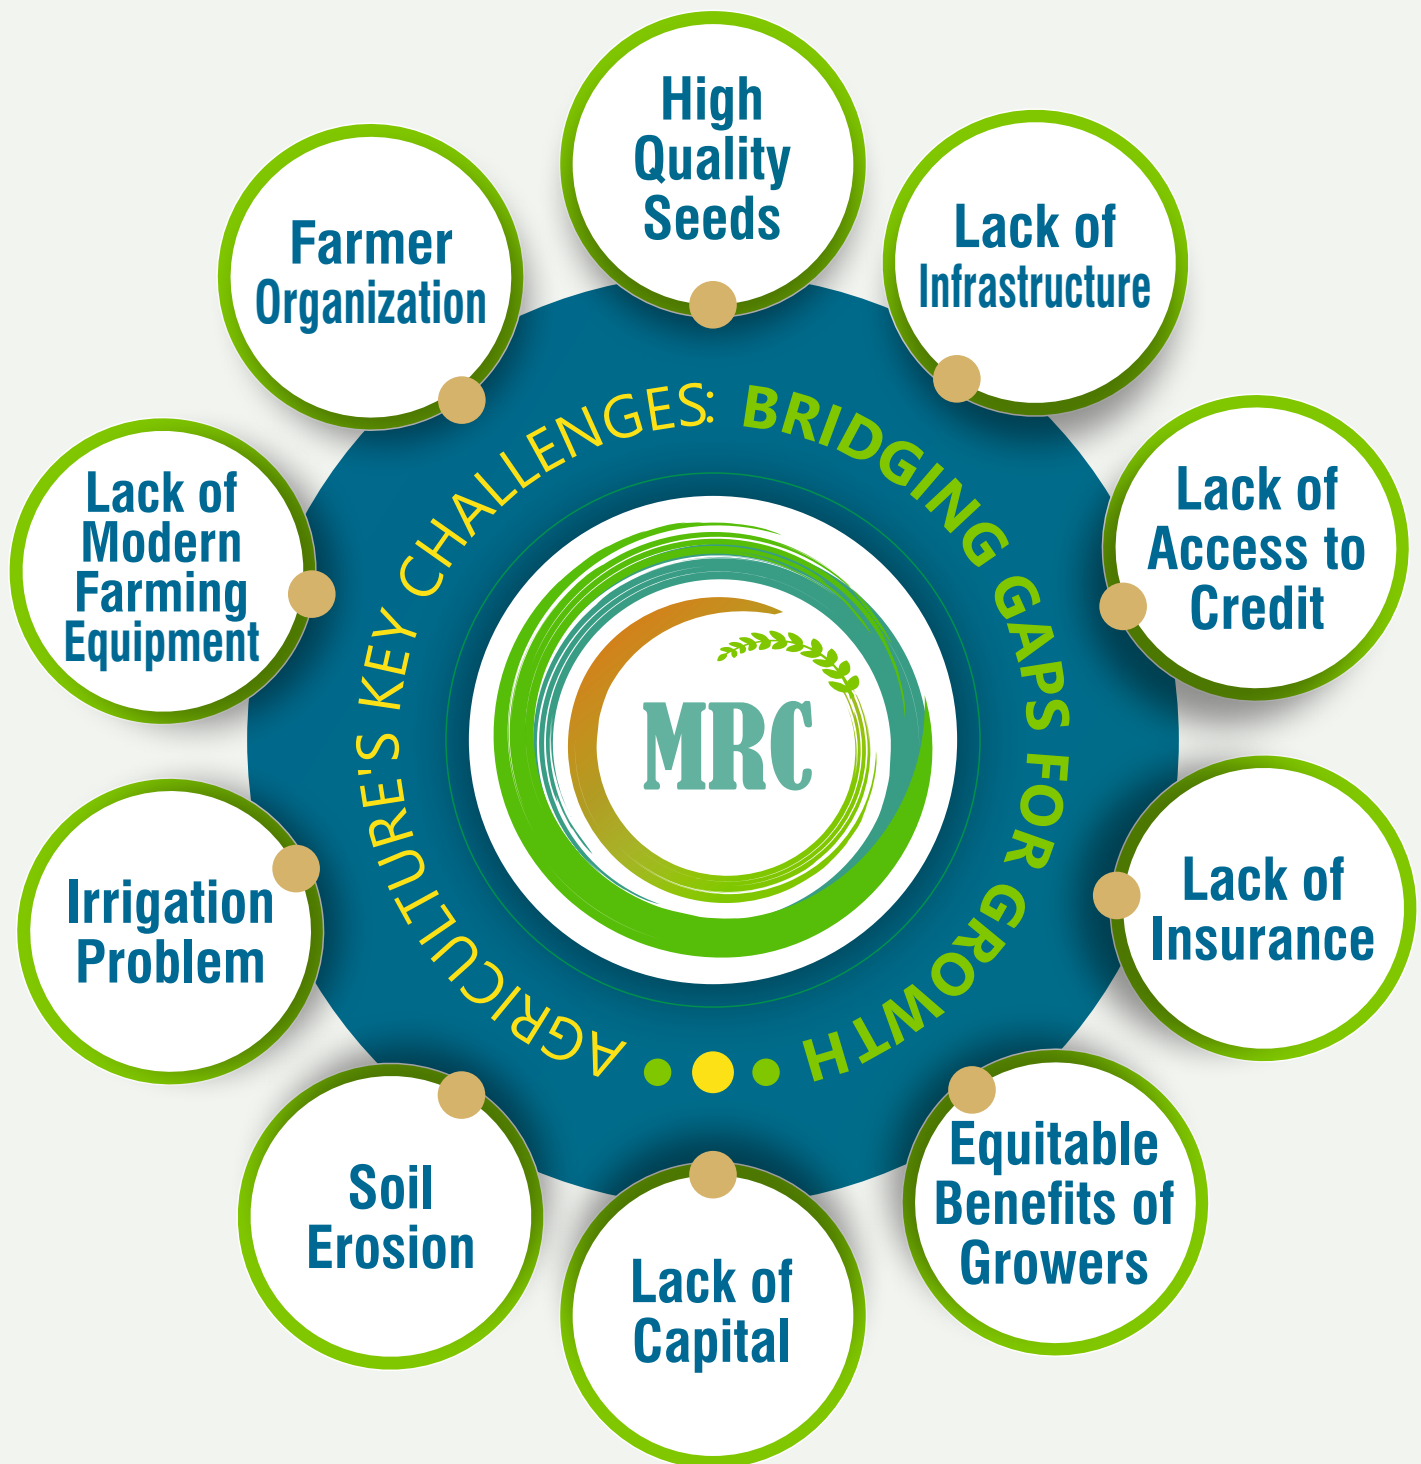 High
Quality
Seeds
Lack of
Infrastructure
Lack of
Access to
Credit
Lack of
Insurance
Equitable
Benefits of
Growers
Lack of
Capital
Soil
Erosion
Irrigation
Problem
Lack of
Modern
Farming
Equipment
Farmer
Organization
AGRICULTURE'S KEY CHALLENGES: BRIDGING GAPS FOR GROWTH
MRC